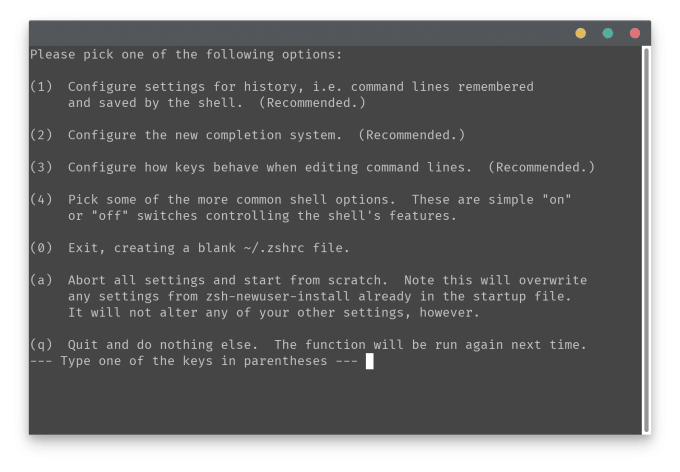 Please pick one of the following options:
(1)  Configure settings for history, i.e. command lines remembered
     and saved by the shell.  (Recommended.)
(2)  Configure the new completion system.  (Recommended.)
(3)  Configure how keys behave when editing command lines.  (Recommended.)
(4)  Pick some of the more common shell options.  These are simple "on"
     or "off" switches controlling the shell's features.
(0)  Exit, creating a blank ~/.zshrc file.
(a)  Abort all settings and start from scratch.  Note this will overwrite
     any settings from zsh-newuser-install already in the startup file.
     It will not alter any of your other settings, however.
(q)  Quit and do nothing else.  The function will be run again next time.
--- Type one of the keys in parentheses ---